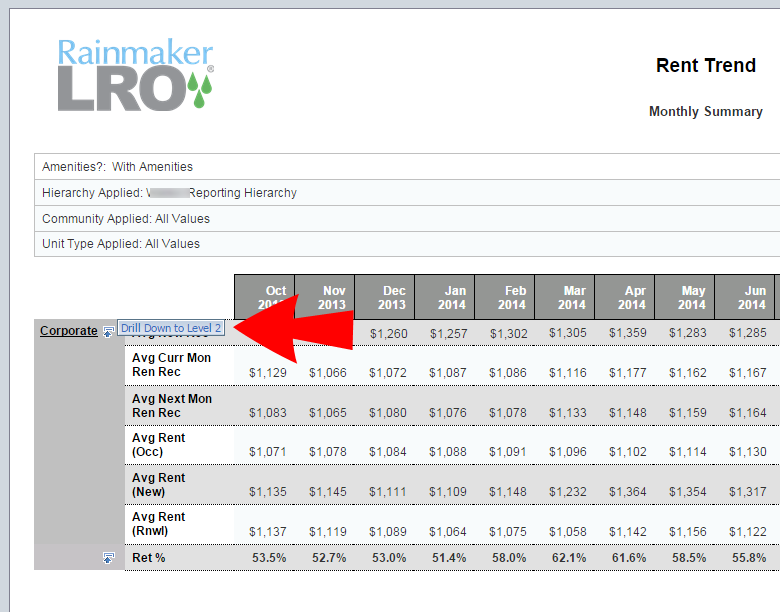 Rainmaker
LRO®
Rent Trend
Monthly Summary
Amenities?: With Amenities
Hierarchy Applied: Reporting Hierarchy
Community Applied: All Values
Unit Type Applied: All Values
Oct Nov Dec Jan Feb Mar Apr May Jun
2013 2013 2014 2014 2014 2014 2014 2014
Corporate Drill Down to Level 2 $1,260 $1,257 $1,302 $1,305 $1,359 $1,283 $1,285
Avg Curr Mon
Ren Rec $1,129 $1,066 $1,072 $1,087 $1,086 $1,116 $1,177 $1,162 $1,167
Avg Next Mon
Ren Rec $1,083 $1,065 $1,080 $1,076 $1,078 $1,133 $1,148 $1,159 $1,164
Avg Rent
(Occ) $1,071 $1,078 $1,084 $1,088 $1,091 $1,096 $1,102 $1,114 $1,130
Avg Rent
(New) $1,135 $1,145 $1,111 $1,109 $1,148 $1,232 $1,364 $1,354 $1,317
Avg Rent
(Rnwl) $1,137 $1,119 $1,089 $1,064 $1,075 $1,058 $1,142 $1,156 $1,122
Ret % 53.5% 52.7% 53.0% 51.4% 58.0% 62.1% 61.6% 58.5% 55.8%